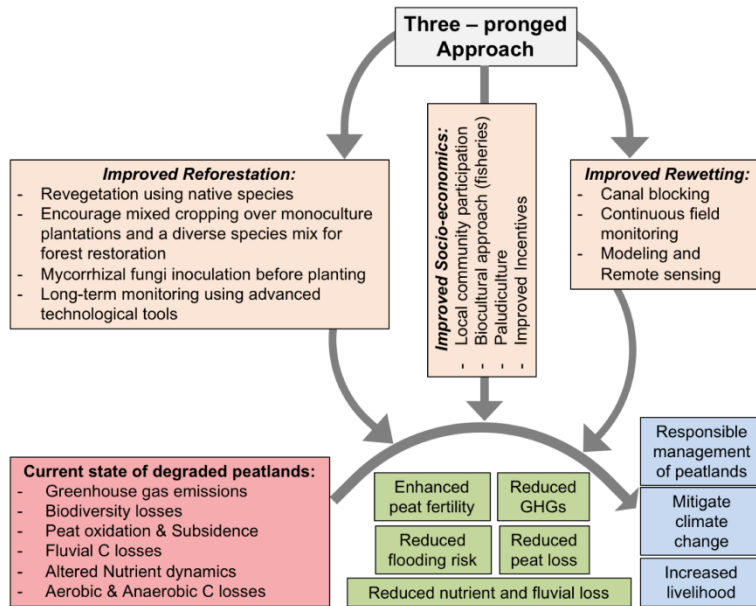 Three – pronged
Approach
Improved Reforestation:
- Revegetation using native species
- Encourage mixed cropping over monoculture
plantations and a diverse species mix for
forest restoration
- Mycorrhizal fungi inoculation before planting
- Long-term monitoring using advanced
technological tools
Improved Socio-economics:
- Local community participation
- Biocultural approach (fisheries)
- Paludiculture
- Improved Incentives
Improved Rewetting:
- Canal blocking
- Continuous field
monitoring
- Modeling and
Remote sensing
Current state of degraded peatlands:
- Greenhouse gas emissions
- Biodiversity losses
- Peat oxidation & Subsidence
- Fluvial C losses
- Altered Nutrient dynamics
- Aerobic & Anaerobic C losses
Enhanced
peat fertility
Reduced
GHGs
Reduced
flooding risk
Reduced
peat loss
Reduced nutrient and fluvial loss
Responsible
management
of peatlands
Mitigate
climate
change
Increased
livelihood